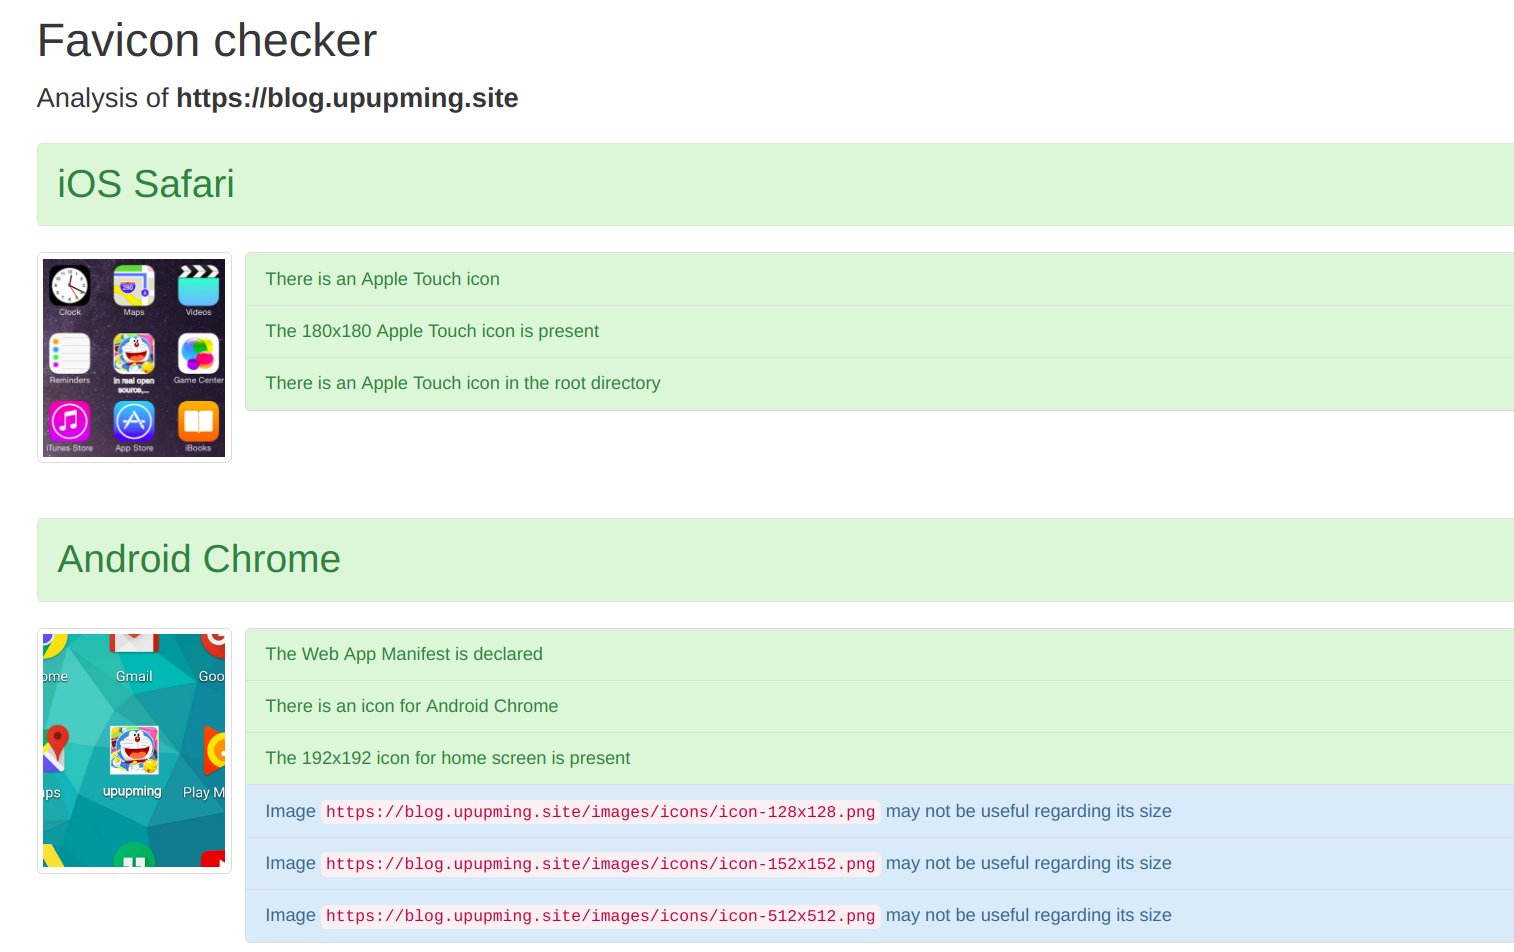 Favicon checker
Analysis of https://blog.upupming.site
iOS Safari
Clock Maps Videos
Reminders In real open source,... Game Center
iTunes Store App Store iBooks
There is an Apple Touch icon
The 180x180 Apple Touch icon is present
There is an Apple Touch icon in the root directory
Android Chrome
ome Gmail Goo
aps upupming Play M
The Web App Manifest is declared
There is an icon for Android Chrome
The 192x192 icon for home screen is present
Image https://blog.upupming.site/images/icons/icon-128x128.png may not be useful regarding its size
Image https://blog.upupming.site/images/icons/icon-152x152.png may not be useful regarding its size
Image https://blog.upupming.site/images/icons/icon-512x512.png may not be useful regarding its size